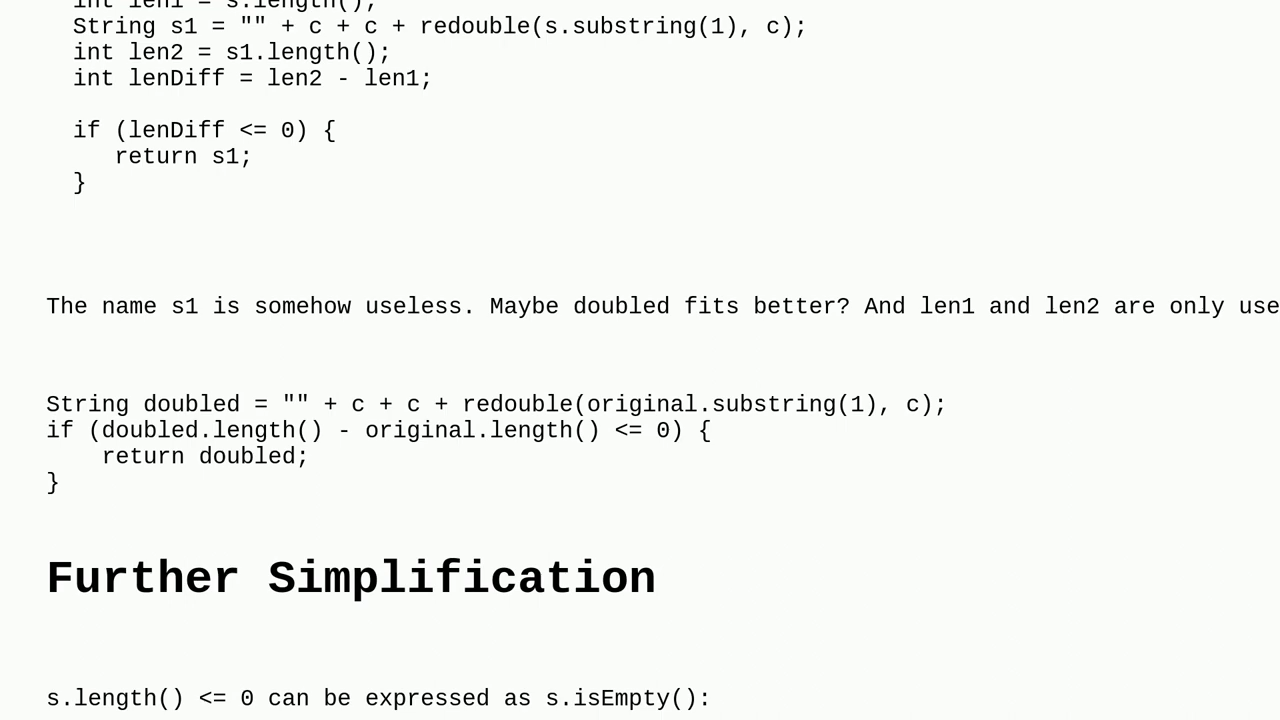 int len1 = s.length();
String s1 = "" + c + c + redouble(s.substring(1), c);
int len2 = s1.length();
int lenDiff = len2 - len1;
if (lenDiff <= 0) {
return s1;
}
The name s1 is somehow useless. Maybe doubled fits better? And len1 and len2 are only use
String doubled = "" + c + c + redouble(original.substring(1), c);
if (doubled.length() - original.length() <= 0) {
return doubled;
}
Further Simplification
s.length() <= 0 can be expressed as s.isEmpty():